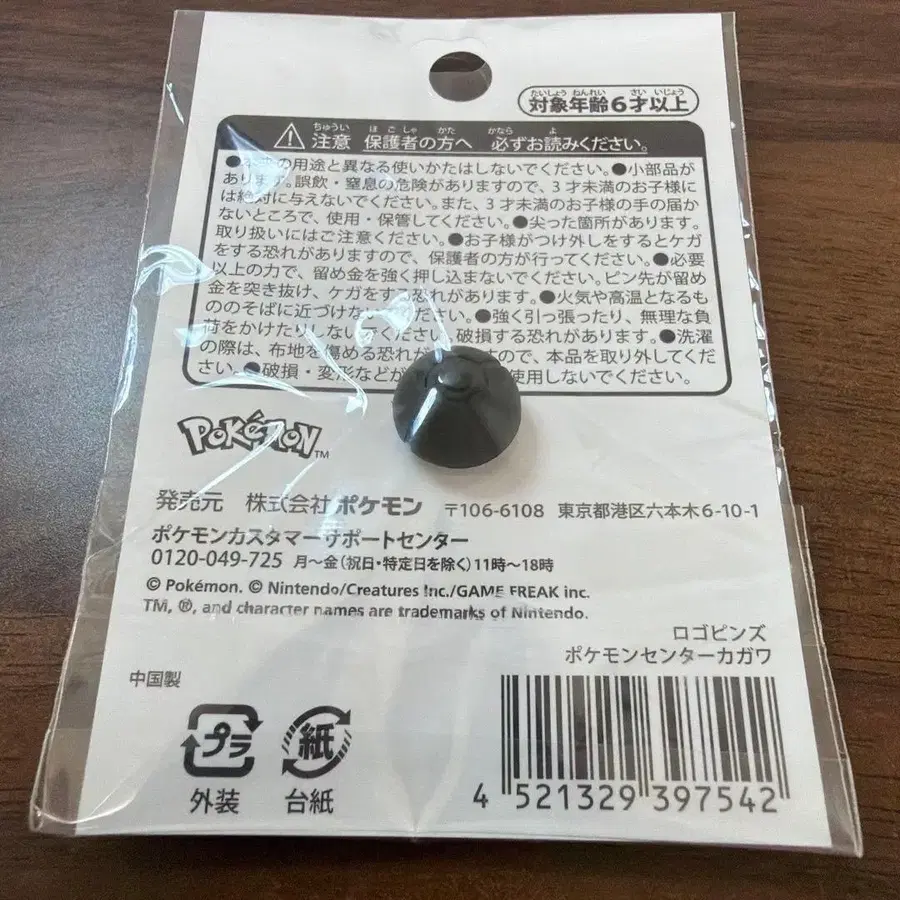 たいしょうねんれい さいいじょう
対象年齢6才以上
ちゅうい ほごしゃ かた かなら よ
⚠注意 保護者の方へ 必ずお読みください。
の用途と異なる使いかたはしないでください。●小部品が
あります。誤飲・窒息の危険がありますので、3才未満のお子様に
は絶対に与えないでください。また、3才未満のお子様の手の届か
ないところで、使用・保管してください。●尖った箇所があります。
取り扱いにはご注意ください。●お子様がつけ外しをするとケガ
をする恐れがありますので、保護者の方が行ってください。●必要
以上の力で、留め金を強く押し込まないでください。ピン先が留め
金を突き抜け、ケガをする恐れがあります。●火気や高温となるも
ののそばに近づけないでください。●強く引っ張ったり、無理な負
荷をかけたりしないでください。破損する恐れがあります。●洗濯
の際は、布地を傷める恐れが ますので、本品を取り外してくだ
さい。●破損・変形などが 使用しないでください。
POKéMON™
発売元 株式会社ポケモン 〒106-6108 東京都港区六本木6-10-1
ポケモンカスタマーサポートセンター
0120-049-725 月～金(祝日・特定日を除く)11時～18時
© Pokémon. © Nintendo/Creatures Inc./GAME FREAK inc.
TM, ®, and character names are trademarks of Nintendo.
ロゴピンズ
ポケモンセンターカガワ
中国製
プラ 紙
外装 台紙
4 521329 397542